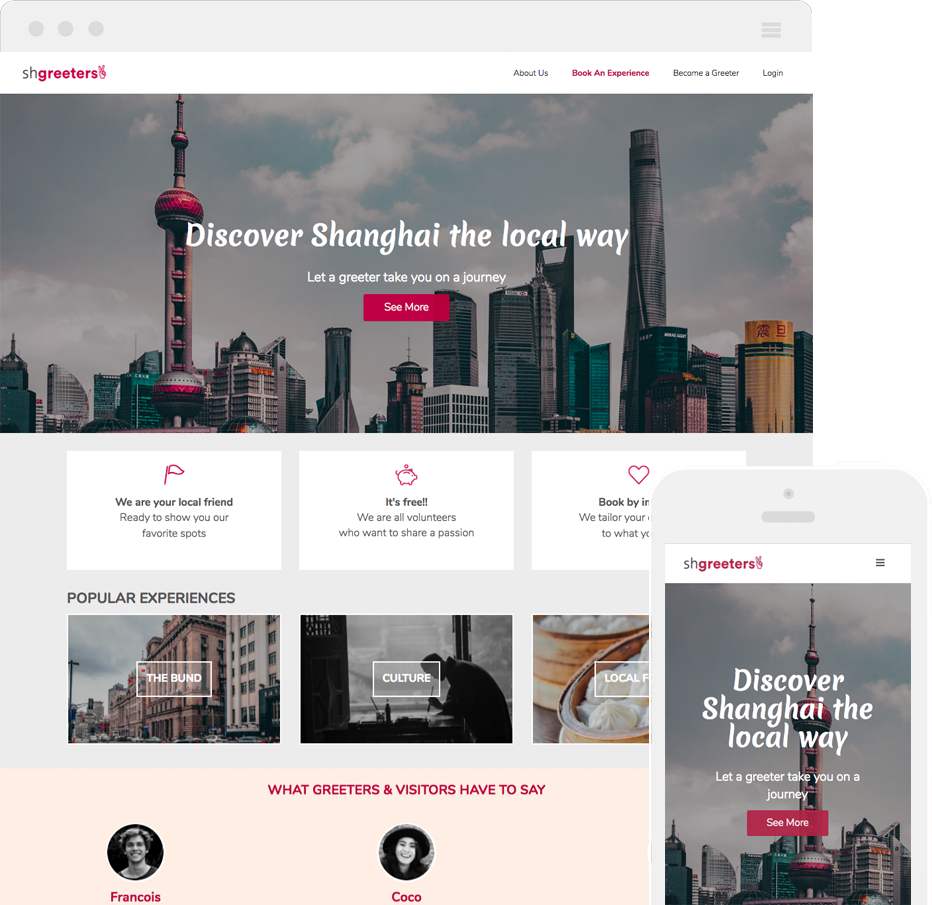 shgreeters
About Us
Book An Experience
Become a Greeter
Login
Discover Shanghai the local way
Let a greeter take you on a journey
See More
震旦
We are your local friend
Ready to show you our
favorite spots
It's free!!
We are all volunteers
who want to share a passion
Book by in
We tailor your
to what yo
POPULAR EXPERIENCES
THE BUND
CULTURE
LOCAL F
WHAT GREETERS & VISITORS HAVE TO SAY
Francois
Coco
shgreeters
Discover
Shanghai the
local way
Let a greeter take you on a
journey
See More